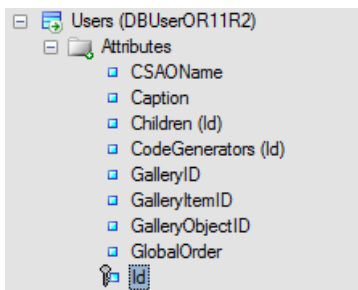 Users (DBUserOR11R2)
Attributes
CSAOName
Caption
Children (Id)
CodeGenerators (Id)
GalleryID
GalleryItemID
GalleryObjectID
GlobalOrder
Id